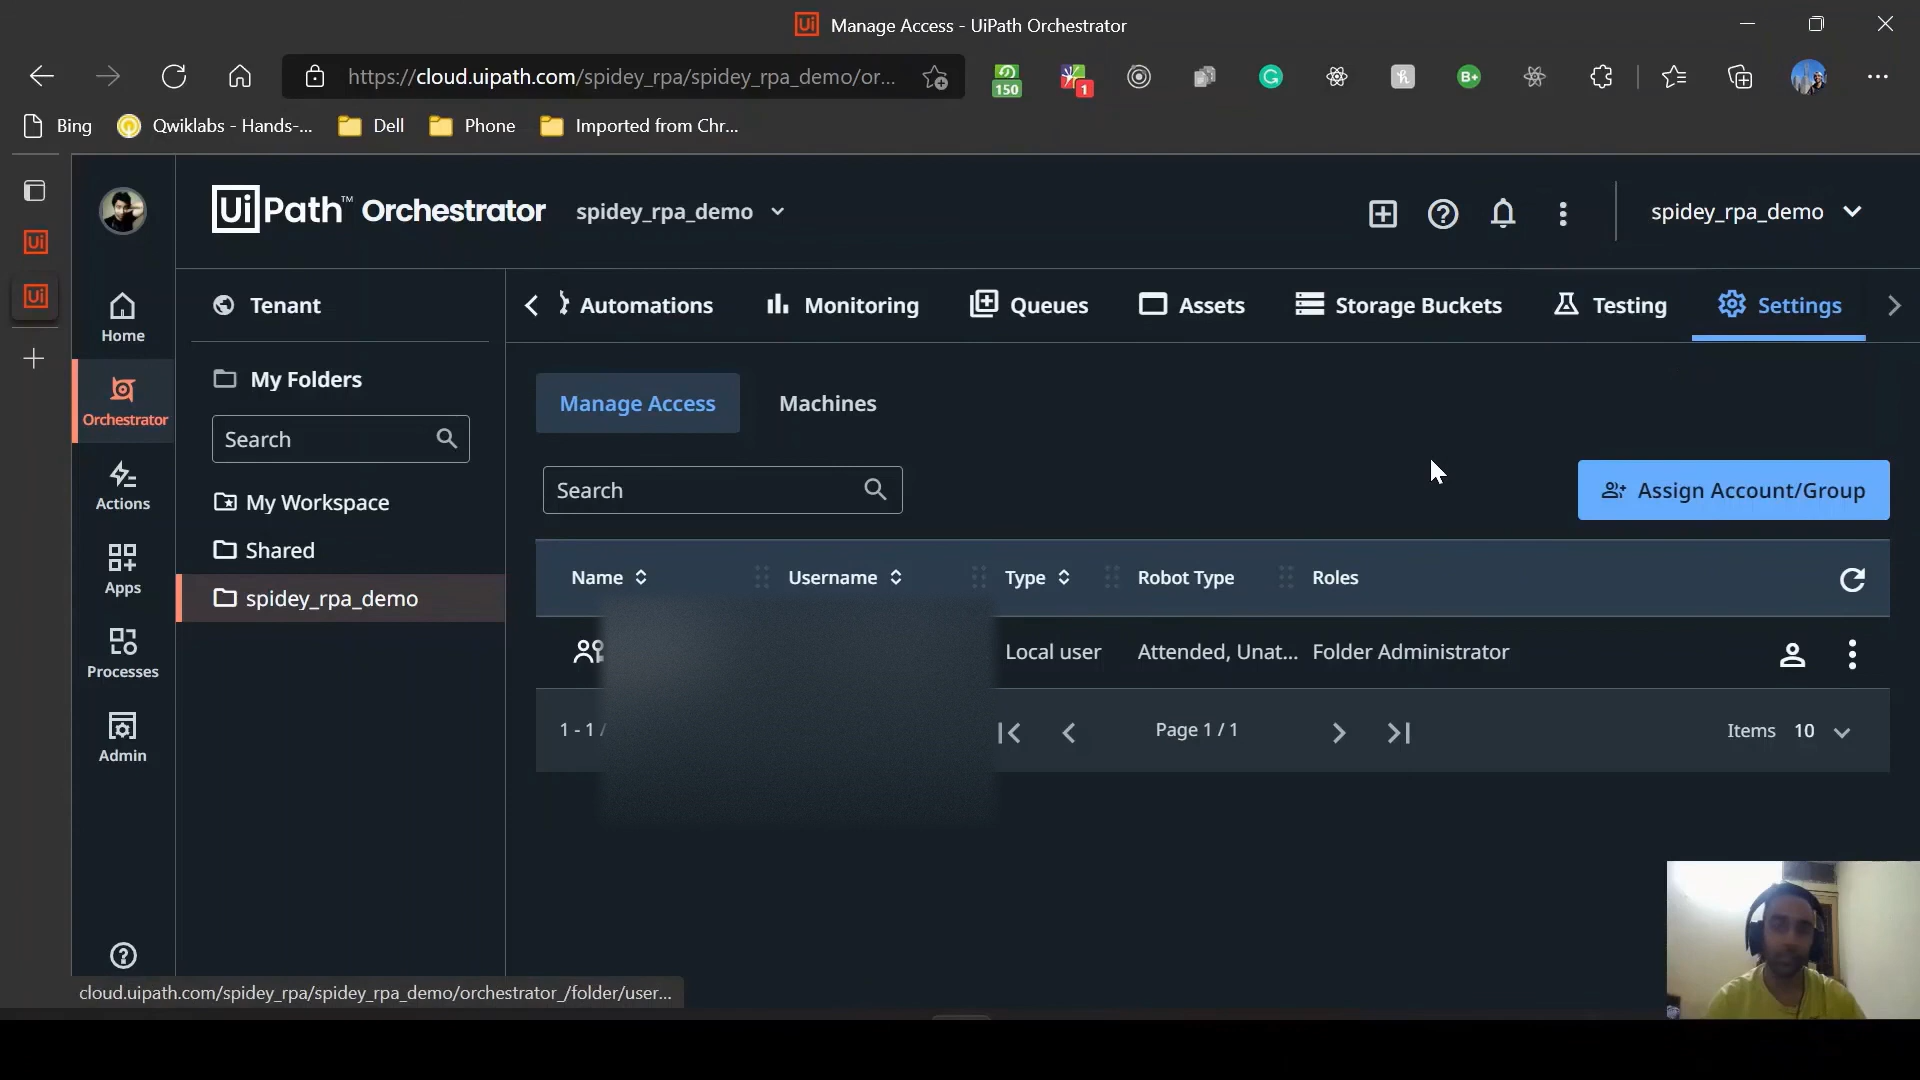 Manage Access - UiPath Orchestrator
https://cloud.uipath.com/spidey_rpa/spidey_rpa_demo/or...
150
1
B+
Bing
Qwiklabs - Hands-...
Dell
Phone
Imported from Chr...
UiPath™ Orchestrator
spidey_rpa_demo
spidey_rpa_demo
Home
Orchestrator
Actions
Apps
Processes
Admin
Tenant
My Folders
Search
My Workspace
Shared
spidey_rpa_demo
Automations
Monitoring
Queues
Assets
Storage Buckets
Testing
Settings
Manage Access
Machines
Search
Assign Account/Group
Name
Username
Type
Robot Type
Roles
Local user
Attended, Unat...
Folder Administrator
1 - 1 /
Page 1 / 1
Items 10
cloud.uipath.com/spidey_rpa/spidey_rpa_demo/orchestrator_/folder/user...